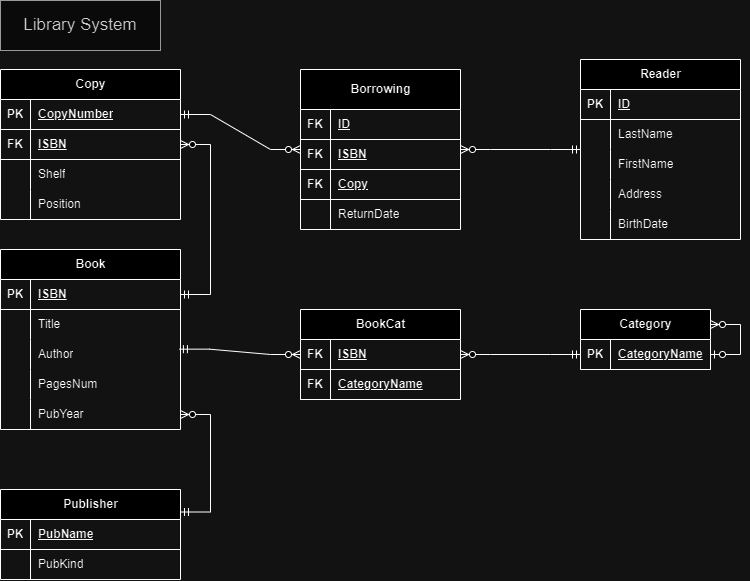 Library System
Copy
PK CopyNumber
FK ISBN
Shelf
Position
Borrowing
FK ID
FK ISBN
FK Copy
ReturnDate
Reader
PK ID
LastName
FirstName
Address
BirthDate
Book
PK ISBN
Title
Author
PagesNum
PubYear
BookCat
FK ISBN
FK CategoryName
Category
PK CategoryName
Publisher
PK PubName
PubKind